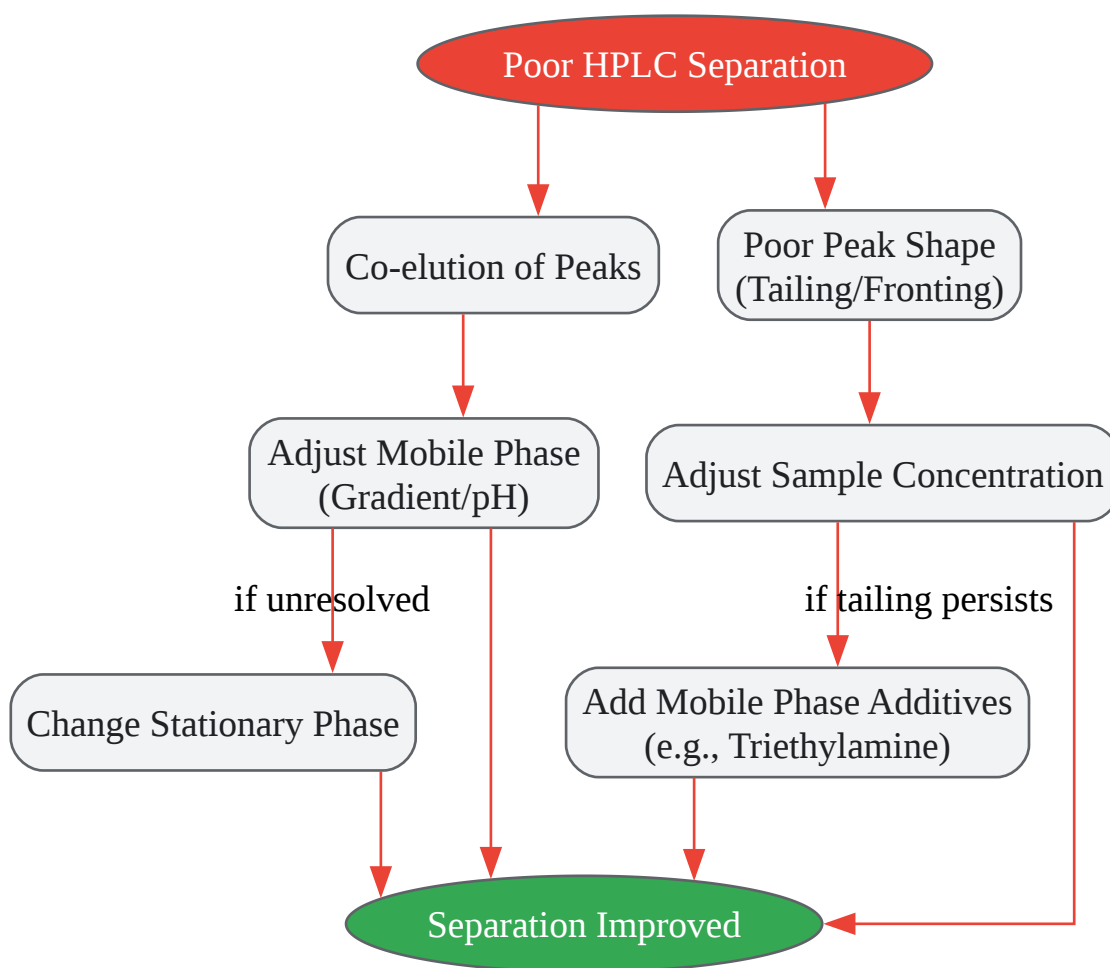 Poor HPLC Separation
Co-elution of Peaks
Poor Peak Shape
(Tailing/Fronting)
Adjust Mobile Phase
(Gradient/pH)
Adjust Sample Concentration
if unresolved
if tailing persists
Change Stationary Phase
Add Mobile Phase Additives
(e.g., Triethylamine)
Separation Improved